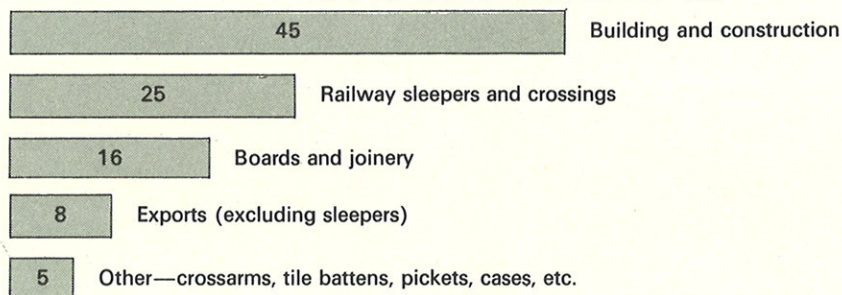 45 Building and construction
25 Railway sleepers and crossings
16 Boards and joinery
8 Exports (excluding sleepers)
5 Other—crossarms, tile battens, pickets, cases, etc.